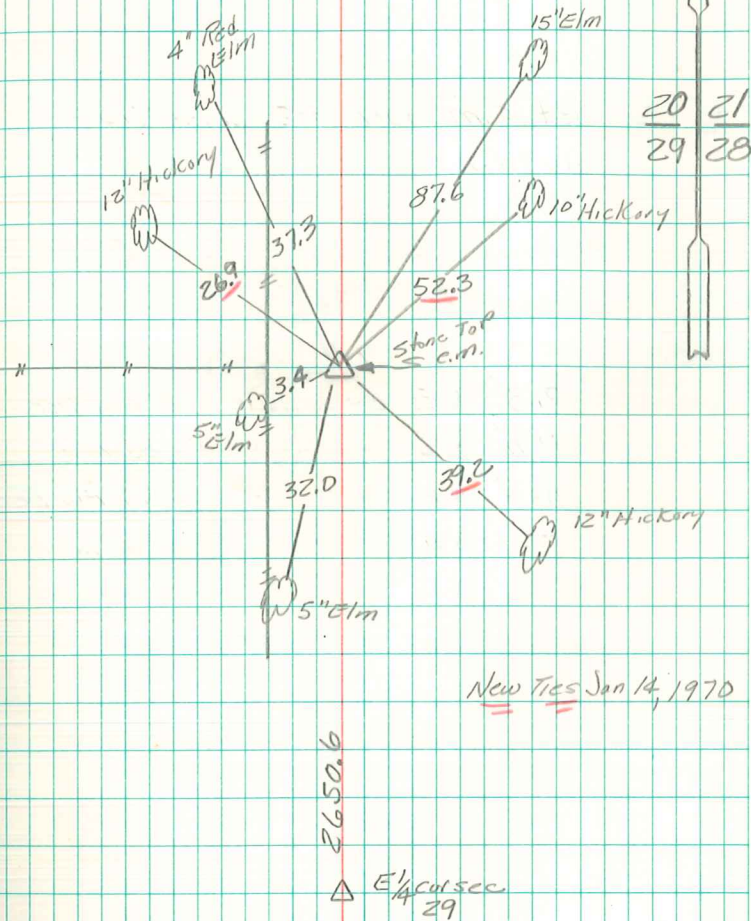 15" Elm
4" Red
Elm
20 21
29 28
12" Hickory
87.6
10" Hickory
37.3
26.9
52.3
Stone Top
c.m.
3.4
5"
Elm
32.0
39.2
12" Hickory
5" Elm
New Ties Jan 14, 1970
2650.6
E 1/4 cor sec
29